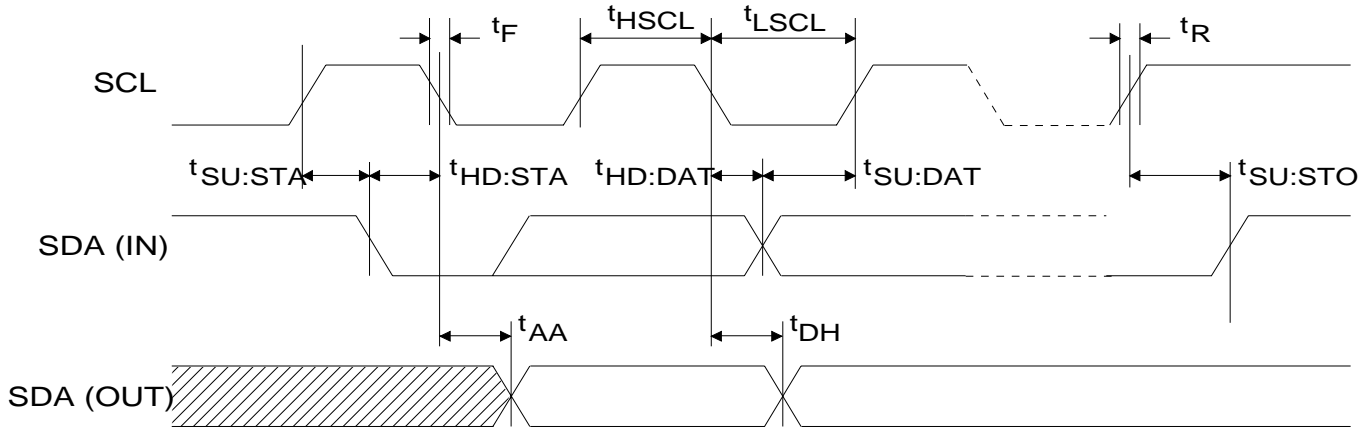 tF
tHSCL
tLSCL
tR
SCL
tSU:STA
tHD:STA
tHD:DAT
tSU:DAT
tSU:STO
SDA (IN)
tAA
tDH
SDA (OUT)